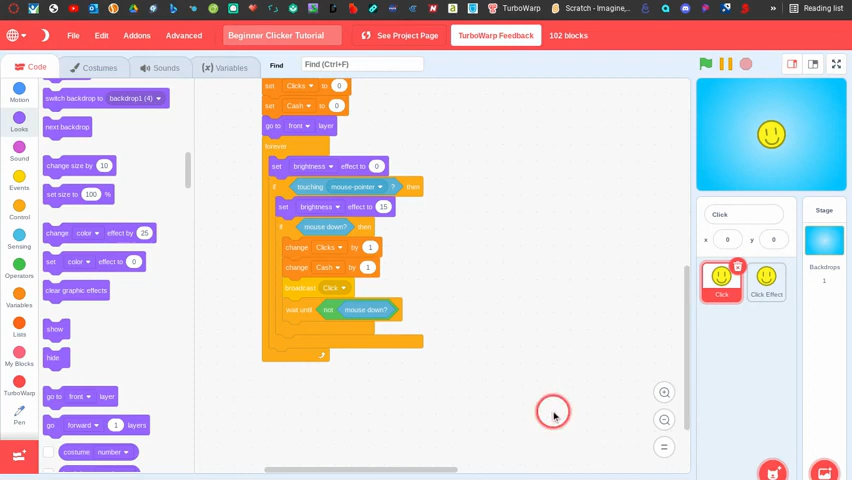 TurboWarp
Scratch - Imagine,...
»
Reading list
File
Edit
Addons
Advanced
Beginner Clicker Tutorial
See Project Page
TurboWarp Feedback
102 blocks
Code
Costumes
Sounds
Variables
Find
Find (Ctrl+F)
Motion
Looks
Sound
Events
Control
Sensing
Operators
Variables
Lists
My Blocks
TurboWarp
Pen
switch backdrop to backdrop1 (4)
next backdrop
change size by 10
set size to 100 %
change color effect by 25
set color effect to 0
clear graphic effects
show
hide
go to front layer
go forward 1 layers
costume number
set Clicks to 0
set Cash to 0
go to front layer
forever
set brightness effect to 0
if touching mouse-pointer ? then
set brightness effect to 15
if mouse down? then
change Clicks by 1
change Cash by 1
broadcast Click
wait until not mouse down?
Click
x 0 y 0
Click
Click Effect
Stage
Backdrops
1